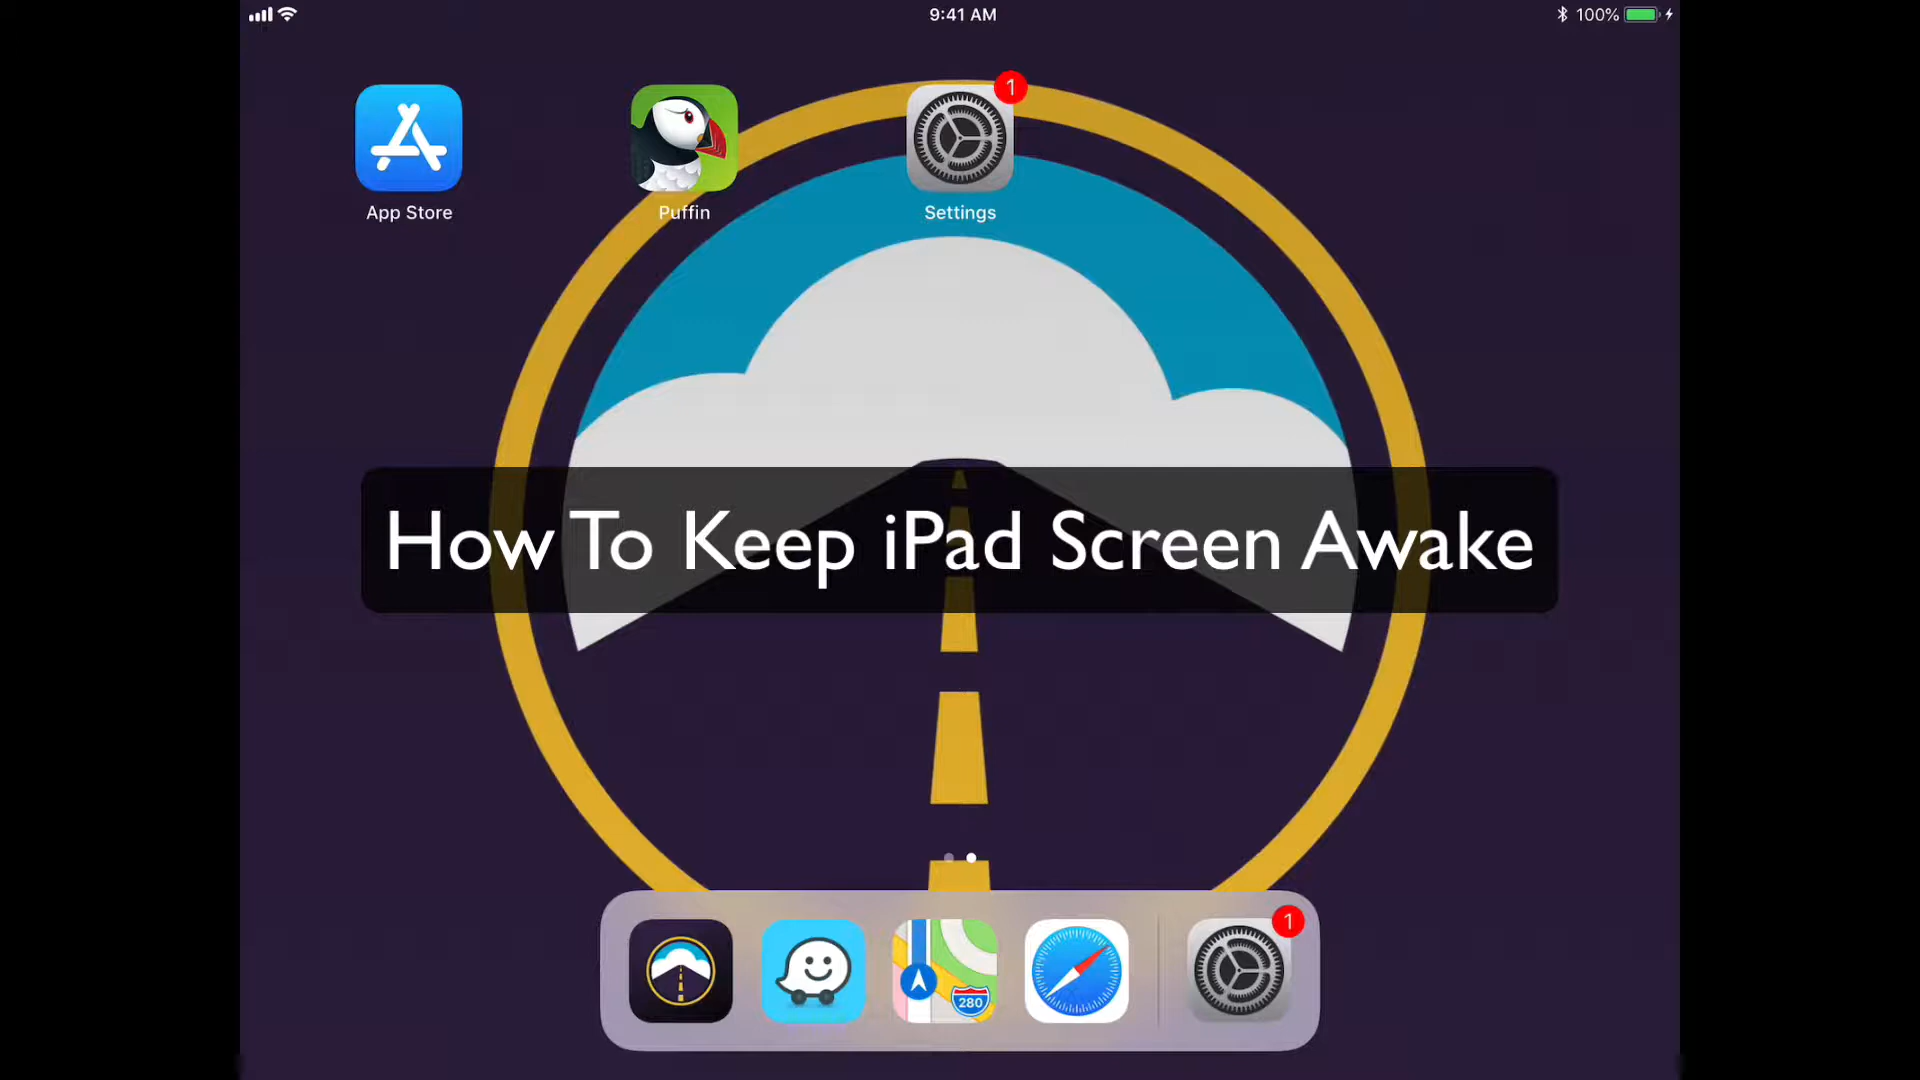 9:41 AM
100%
1
App Store
Puffin
Settings
How To Keep iPad Screen Awake
1
280